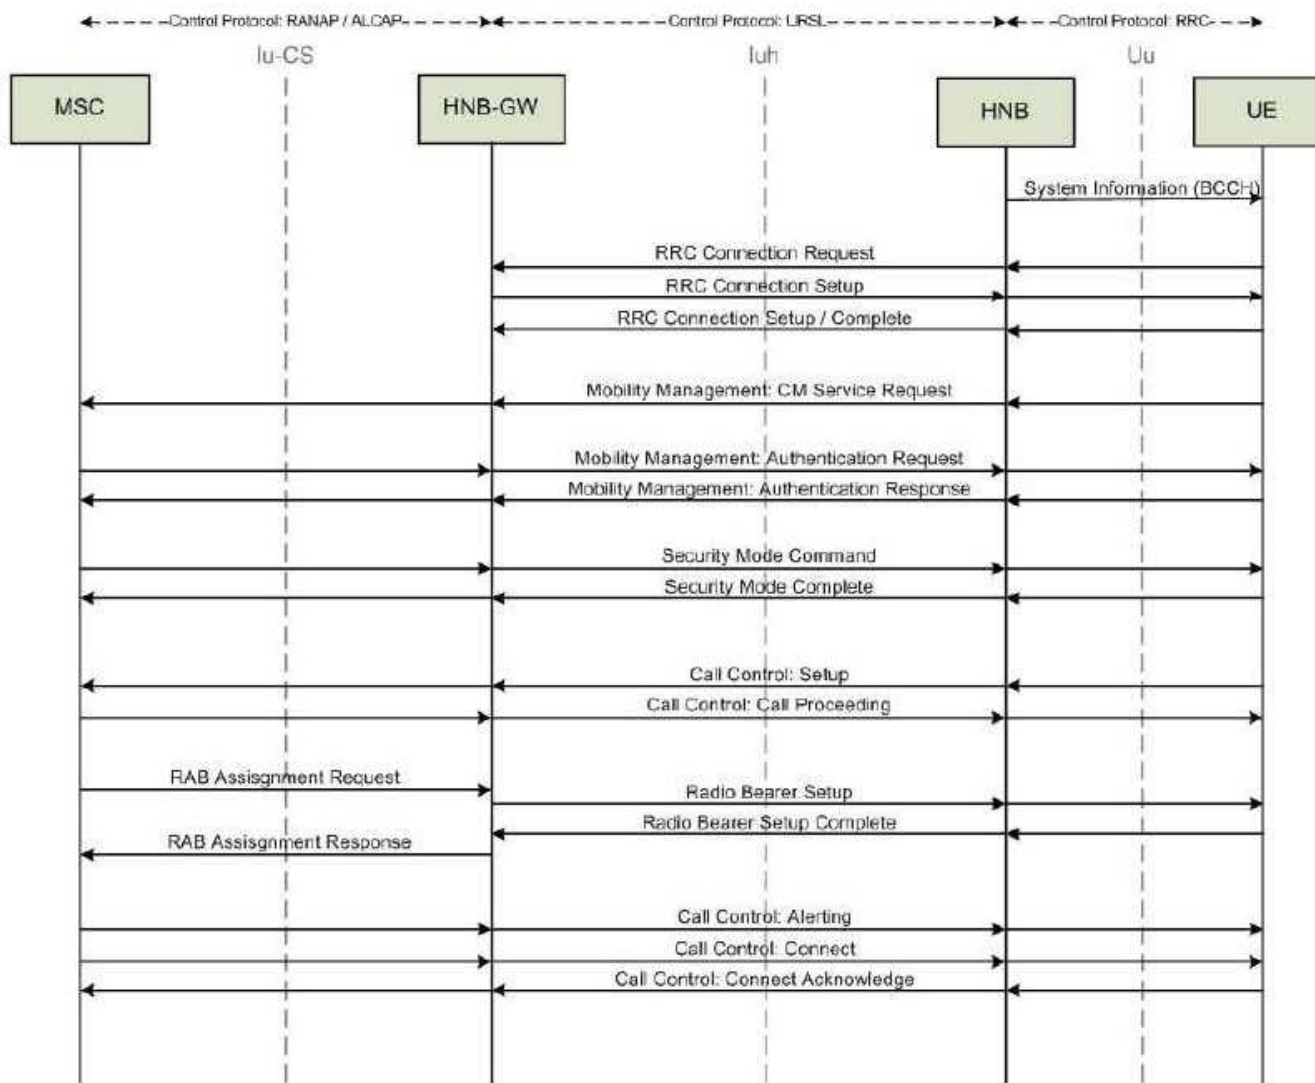 Control Protocol: RANAP / ALCAP
Control Protocol: URSL
Control Protocol: RRC
Iu-CS
Iuh
Uu
MSC
HNB-GW
HNB
UE
System Information (BCCH)
RRC Connection Request
RRC Connection Setup
RRC Connection Setup / Complete
Mobility Management: CM Service Request
Mobility Management: Authentication Request
Mobility Management: Authentication Response
Security Mode Command
Security Mode Complete
Call Control: Setup
Call Control: Call Proceeding
RAB Assisgnment Request
Radio Bearer Setup
Radio Bearer Setup Complete
RAB Assisgnment Response
Call Control: Alerting
Call Control: Connect
Call Control: Connect Acknowledge